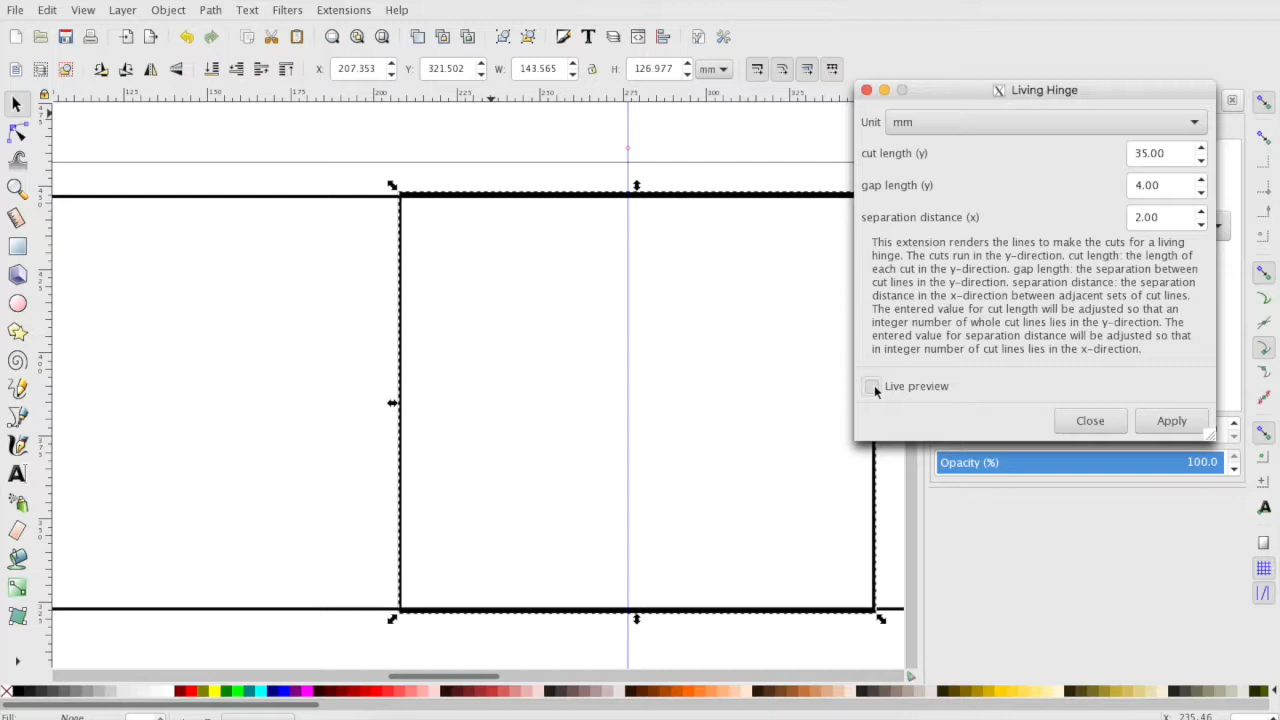 File Edit View Layer Object Path Text Filters Extensions Help
X: 207.353 Y: 321.502 W: 143.565 H: 126.977 mm
125 150 175 200 225 250 275 300 325
Living Hinge
Unit mm
cut length (y) 35.00
gap length (y) 4.00
separation distance (x) 2.00
This extension renders the lines to make the cuts for a living
hinge. The cuts run in the y-direction. cut length: the length of
each cut in the y-direction. gap length: the separation between
cut lines in the y-direction. separation distance: the separation
distance in the x-direction between adjacent sets of cut lines.
The entered value for cut length will be adjusted so that an
integer number of whole cut lines lies in the y-direction. The
entered value for separation distance will be adjusted so that
in integer number of cut lines lies in the x-direction.
Live preview
Close Apply
Opacity (%) 100.0
Fill: None
X: 235.46